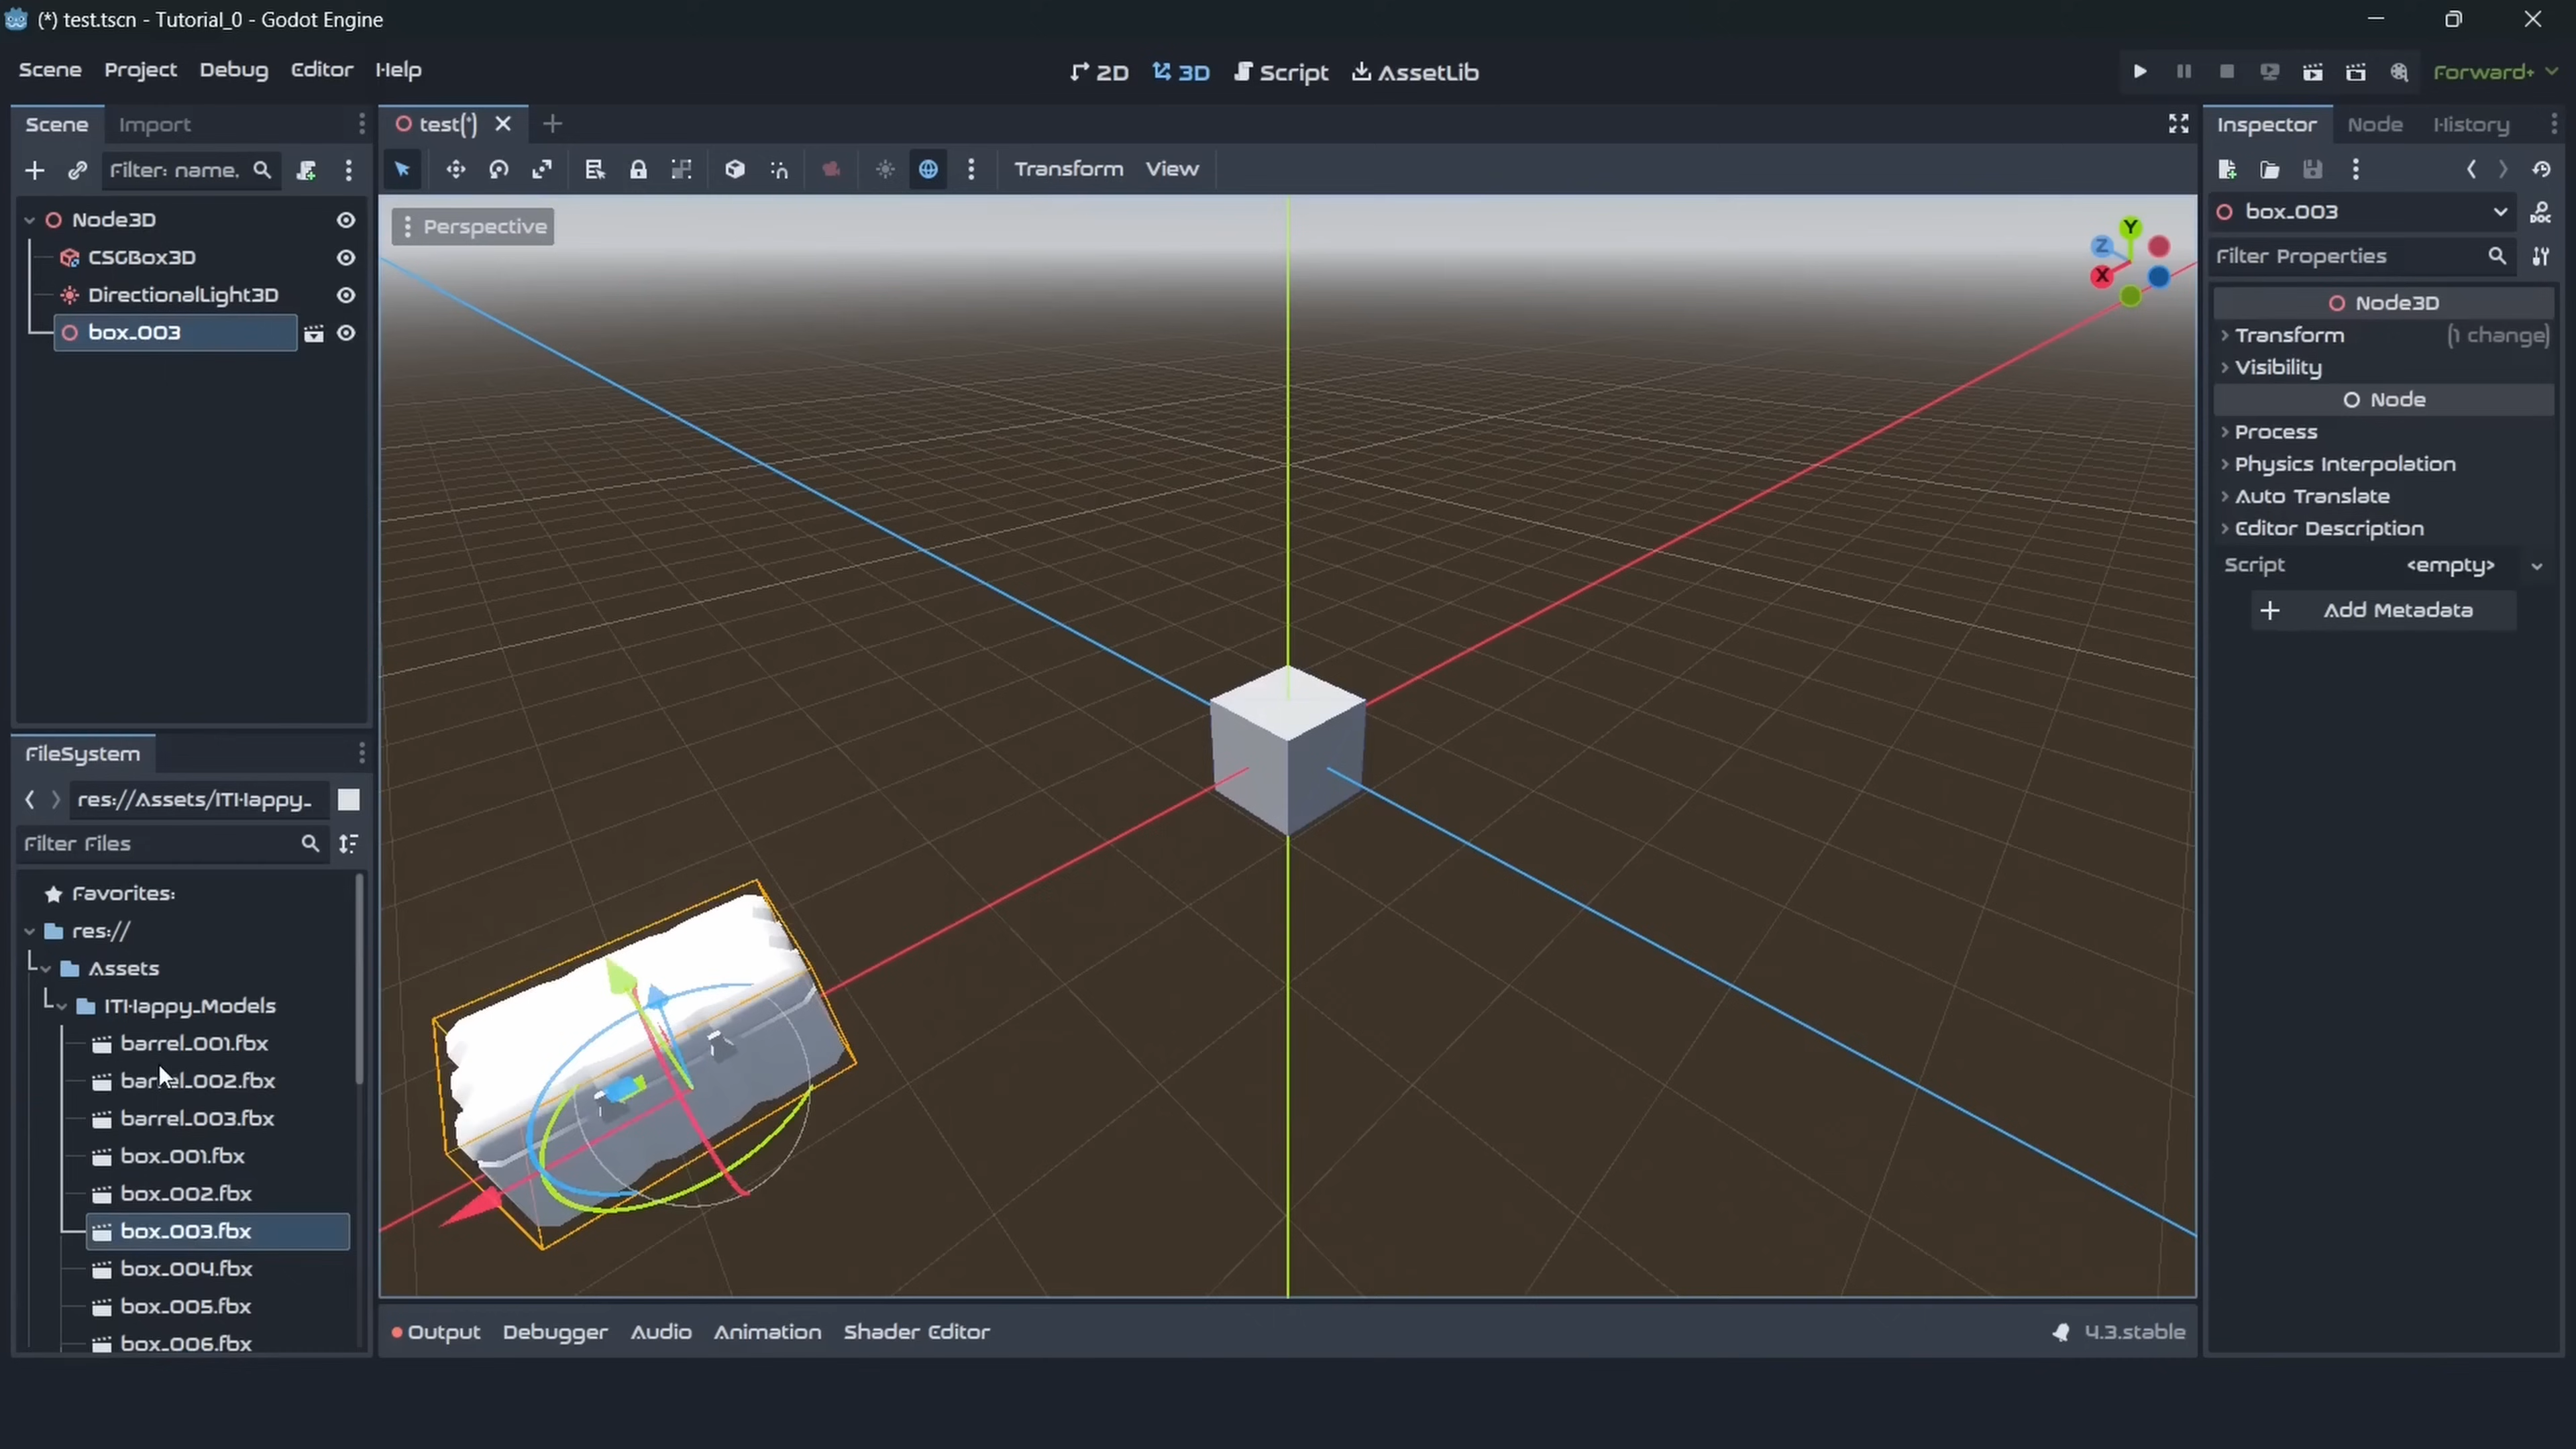 (*) test.tscn - Tutorial_0 - Godot Engine
Scene Project Debug Editor Help
2D 3D Script AssetLib
Forward+
Scene Import
test(*)
Inspector Node History
Filter: name,
Transform View
Node3D
CSGBox3D
DirectionalLight3D
box_003
Perspective
Y
Z
X
box_003
DOC
Filter Properties
Node3D
Transform (1 change)
Visibility
Node
Process
Physics Interpolation
Auto Translate
Editor Description
Script <empty>
Add Metadata
FileSystem
res://Assets/ITHappy_
Filter Files
Favorites:
res://
Assets
ITHappy_Models
barrel_001.fbx
barrel_002.fbx
barrel_003.fbx
box_001.fbx
box_002.fbx
box_003.fbx
box_004.fbx
box_005.fbx
box_006.fbx
Output Debugger Audio Animation Shader Editor
4.3.stable